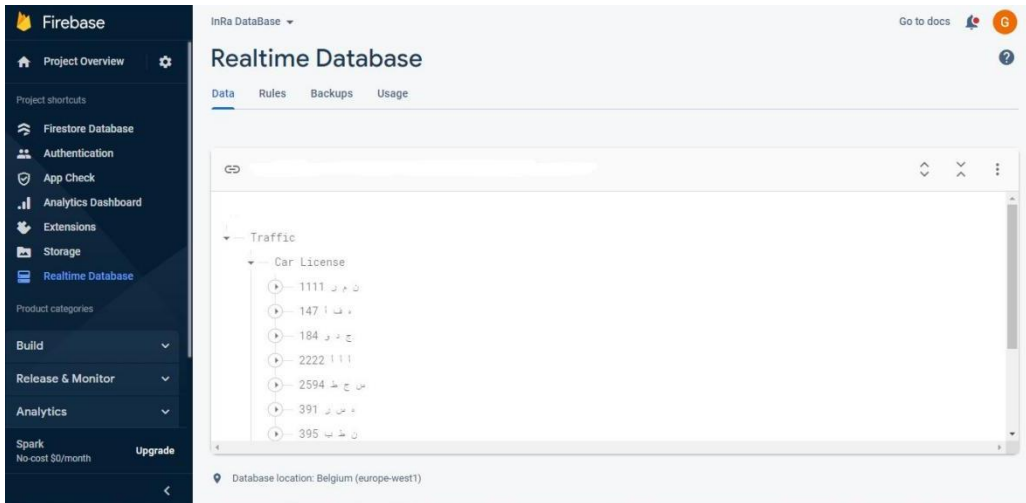 Firebase
Project Overview
Project shortcuts
Firestore Database
Authentication
App Check
Analytics Dashboard
Extensions
Storage
Realtime Database
Product categories
Build
Release & Monitor
Analytics
Spark
No-cost $0/month
Upgrade
InRa DataBase
Go to docs
G
Realtime Database
Data Rules Backups Usage
Traffic
Car License
1111 ن م ر
147
184
2222 أ أ أ
2594 س ج ط
391
395
Database location: Belgium (europe-west1)